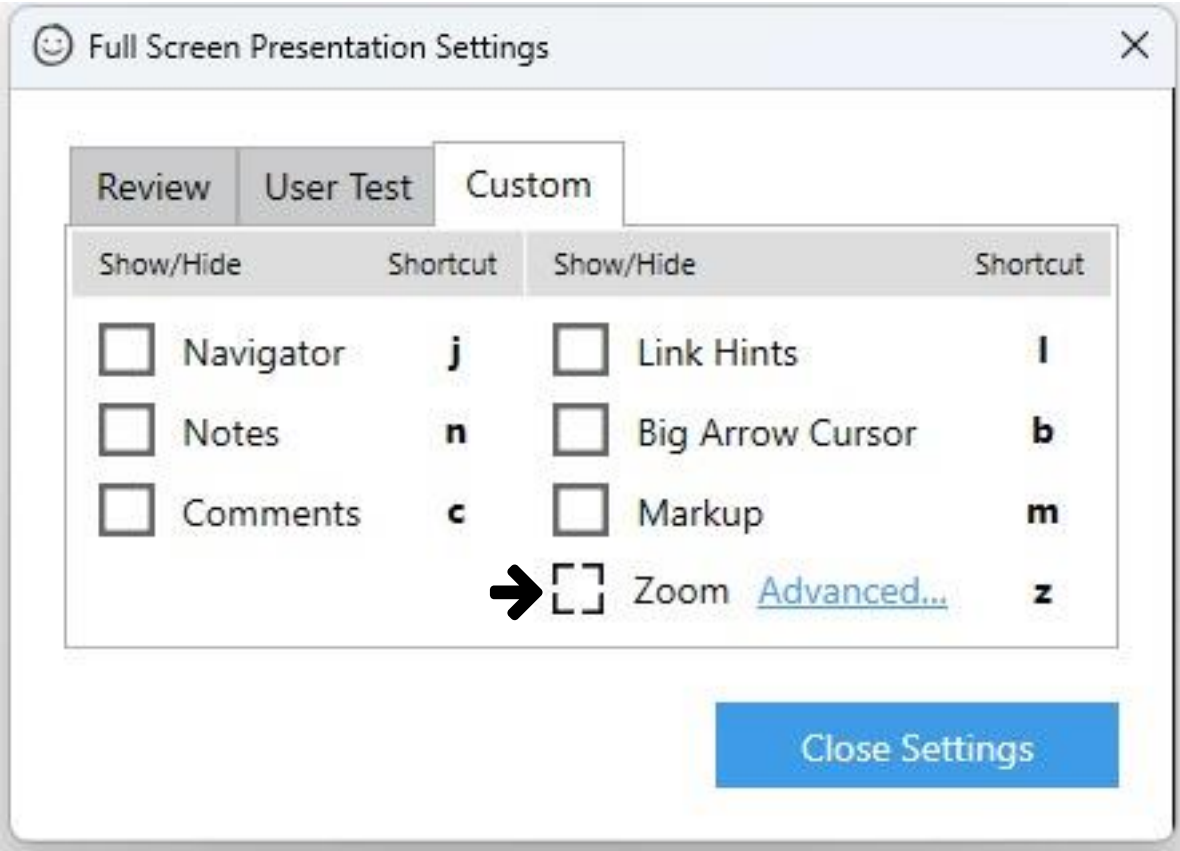 Full Screen Presentation Settings
Review User Test Custom
Show/Hide Shortcut Show/Hide Shortcut
Navigator j Link Hints l
Notes n Big Arrow Cursor b
Comments c Markup m
Zoom Advanced... z
Close Settings